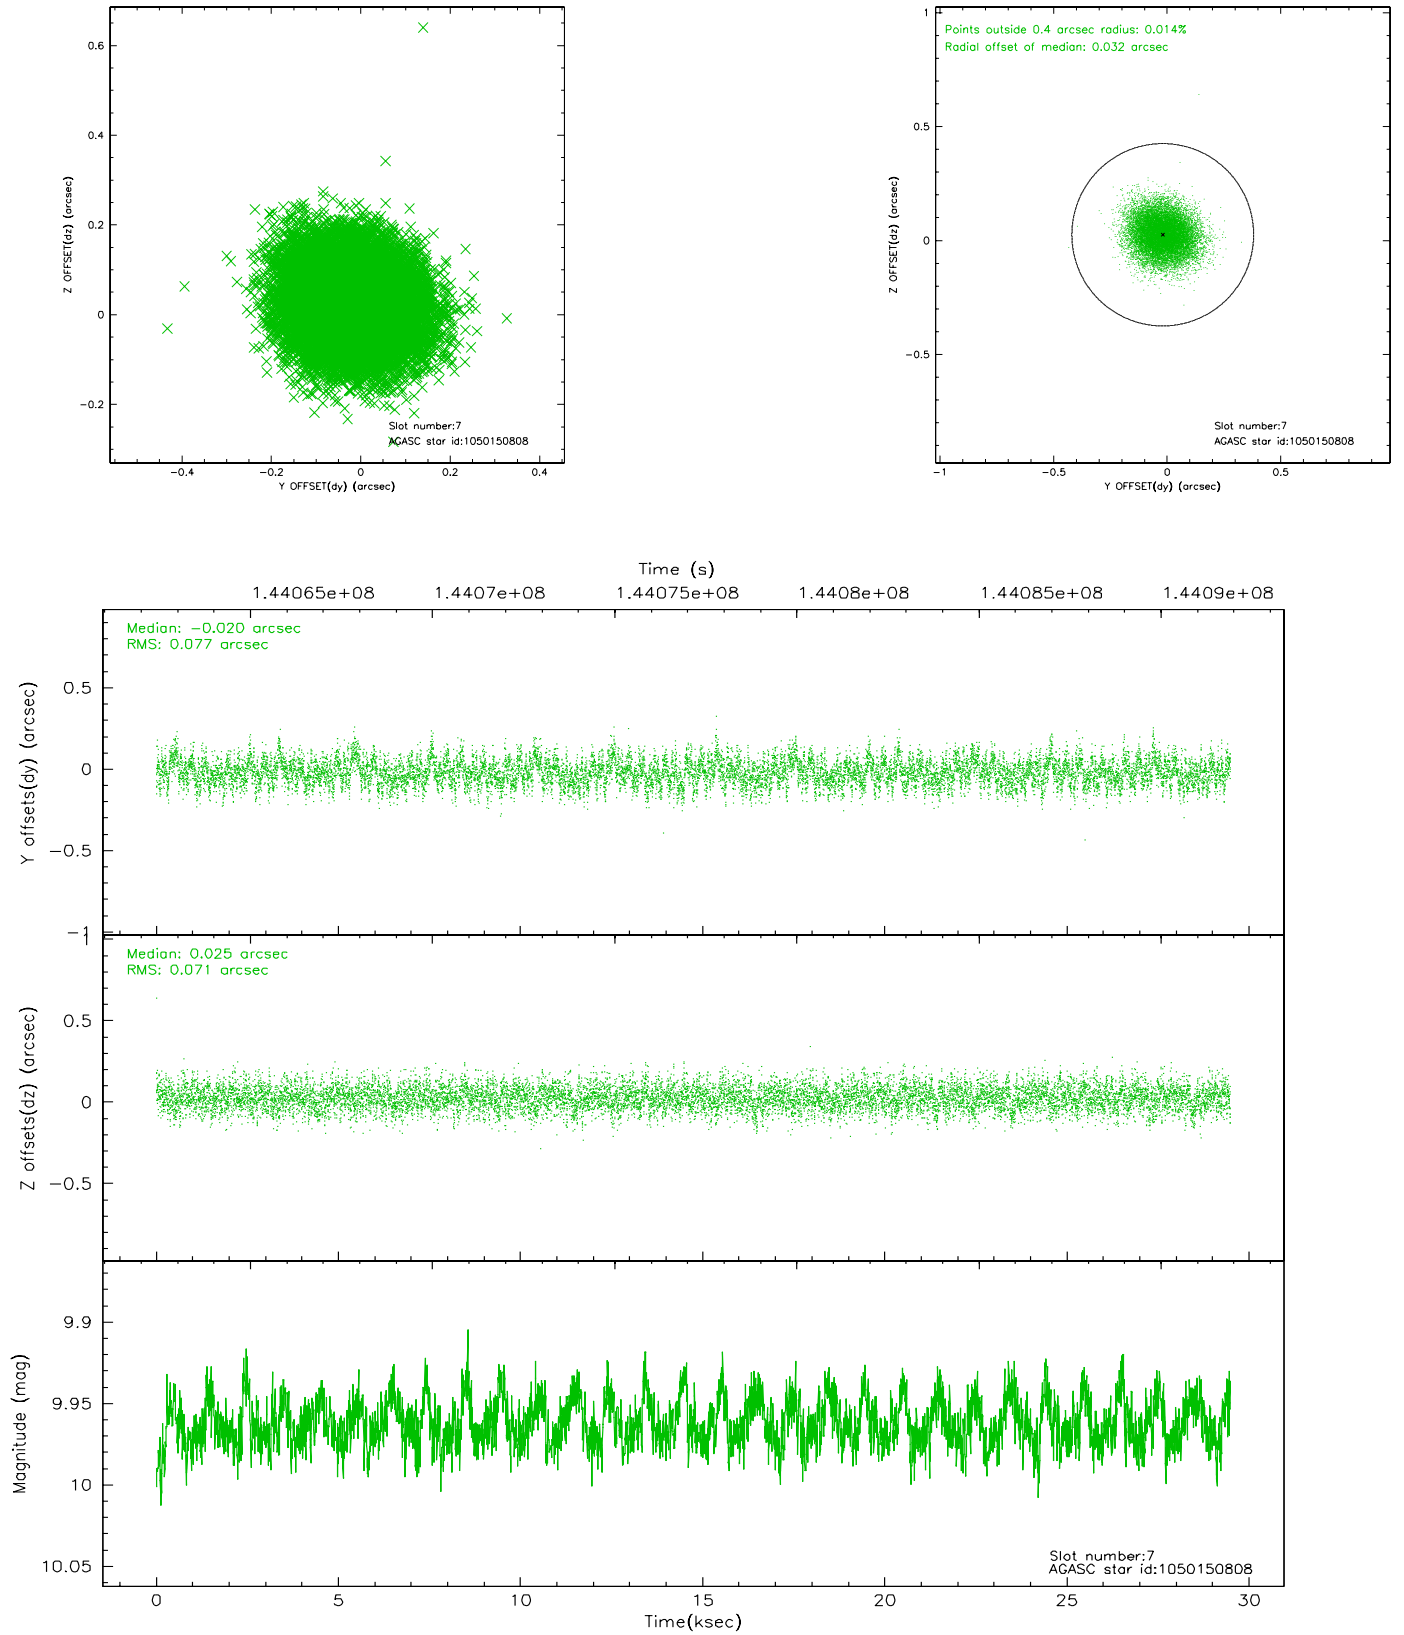 0.6
0.4
0.2
0
−0.2
Z OFFSET(dz) (arcsec)
Slot number:7
AGASC star id:1050150808
−0.4 −0.2 0 0.2 0.4
Y OFFSET(dy) (arcsec)
Points outside 0.4 arcsec radius: 0.014%
Radial offset of median: 0.032 arcsec
1
0.5
0
−0.5
Z OFFSET(dz) (arcsec)
Slot number:7
AGASC star id:1050150808
−1 −0.5 0 0.5
Y OFFSET(dy) (arcsec)
Time (s)
1.44065e+08 1.4407e+08 1.44075e+08 1.4408e+08 1.44085e+08 1.4409e+08
Median: −0.020 arcsec
RMS: 0.077 arcsec
0.5
0
−0.5
−1
Y offsets(dy) (arcsec)
Median: 0.025 arcsec
RMS: 0.071 arcsec
1
0.5
0
−0.5
Z offsets(dz) (arcsec)
9.9
9.95
10
10.05
Magnitude (mag)
Slot number:7
AGASC star id:1050150808
0 5 10 15 20 25 30
Time(ksec)